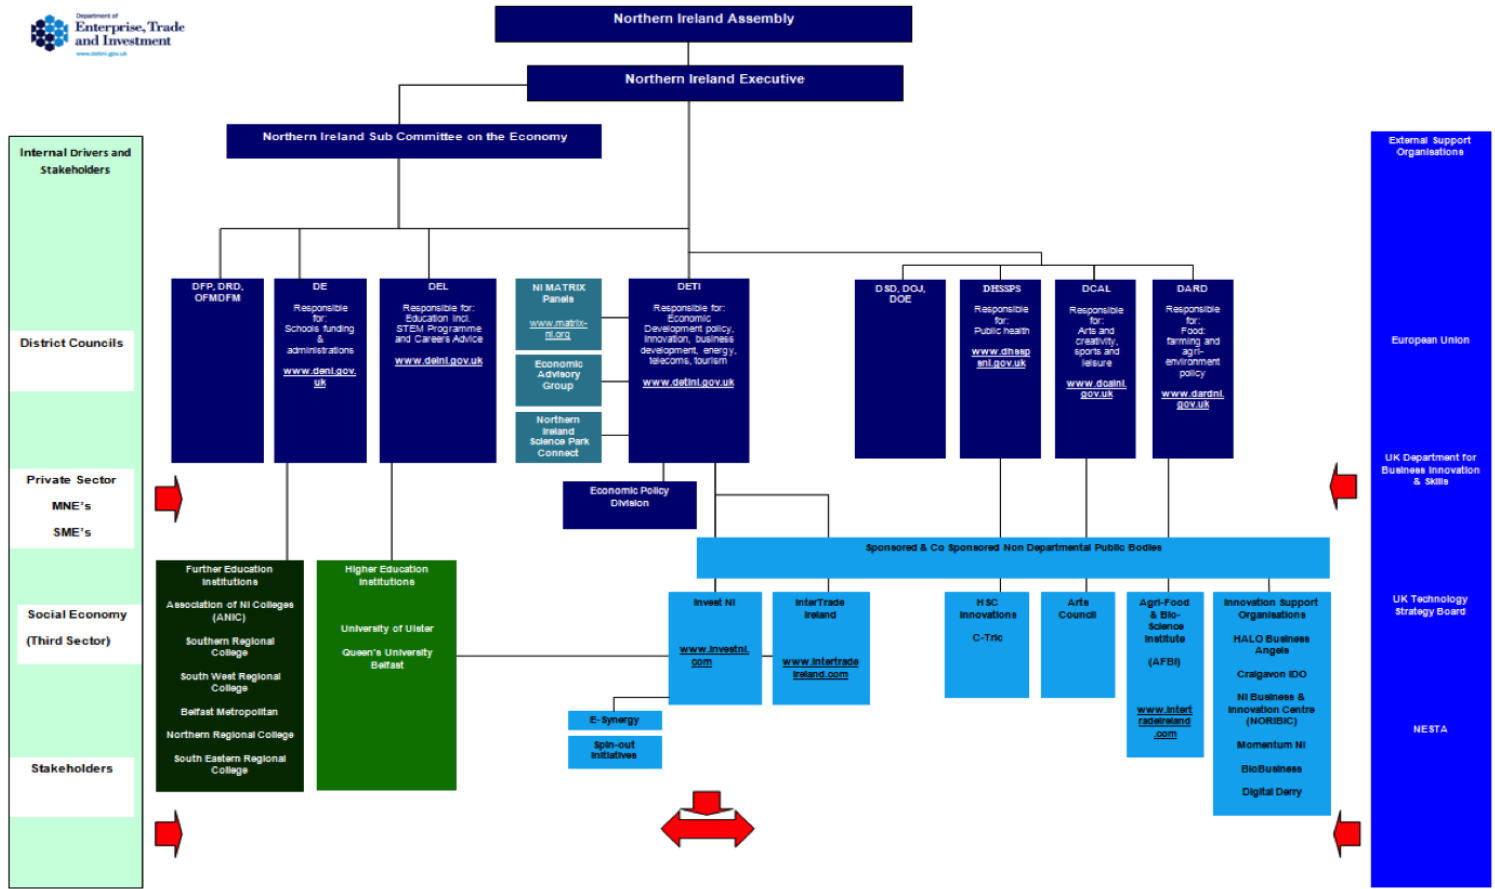 Department of
Enterprise, Trade
and Investment
www.detini.gov.uk
Northern Ireland Assembly
Northern Ireland Executive
Northern Ireland Sub Committee on the Economy
Internal Drivers and
Stakeholders
District Councils
Private Sector
MNE's
SME's
Social Economy
(Third Sector)
Stakeholders
DFP, DRD,
OFMDFM
DE
Responsible
for:
Schools funding
&
administrations
www.deni.gov.
uk
DEL
Responsible for:
Education incl.
STEM Programme
and Careers Advice
www.delni.gov.uk
NI MATRIX
Panels
www.matrix-
ni.org
Economic
Advisory
Group
Northern
Ireland
Science Park
Connect
DETI
Responsible for:
Economic
Development policy,
Innovation, business
development, energy,
telecoms, tourism
www.detini.gov.uk
Economic Policy
Division
DSD, DOJ,
DOE
DHSSPS
Responsible
for:
Public health
www.dhssp
sni.gov.uk
DCAL
Responsible
for:
Arts and
creativity,
sports and
leisure
www.dcalni.
gov.uk
DARD
Responsible
for:
Food:
farming and
agri-
environment
policy
www.dardni.
gov.uk
Sponsored & Co Sponsored Non Departmental Public Bodies
Further Education
Institutions
Association of NI Colleges
(ANIC)
Southern Regional
College
South West Regional
College
Belfast Metropolitan
Northern Regional College
South Eastern Regional
College
Higher Education
Institutions
University of Ulster
Queen's University
Belfast
Invest NI
www.investni.
com
InterTrade
Ireland
www.intertrade
ireland.com
E-Synergy
Spin-out
Initiatives
HSC
Innovations
C-Tric
Arts
Council
Agri-Food
& Bio-
Science
Institute
(AFBI)
www.intert
radeireland
.com
Innovation Support
Organisations
HALO Business
Angels
Craigavon IDO
NI Business &
Innovation Centre
(NORIBIC)
Momentum NI
BioBusiness
Digital Derry
External Support
Organisations
European Union
UK Department for
Business Innovation
& Skills
UK Technology
Strategy Board
NESTA